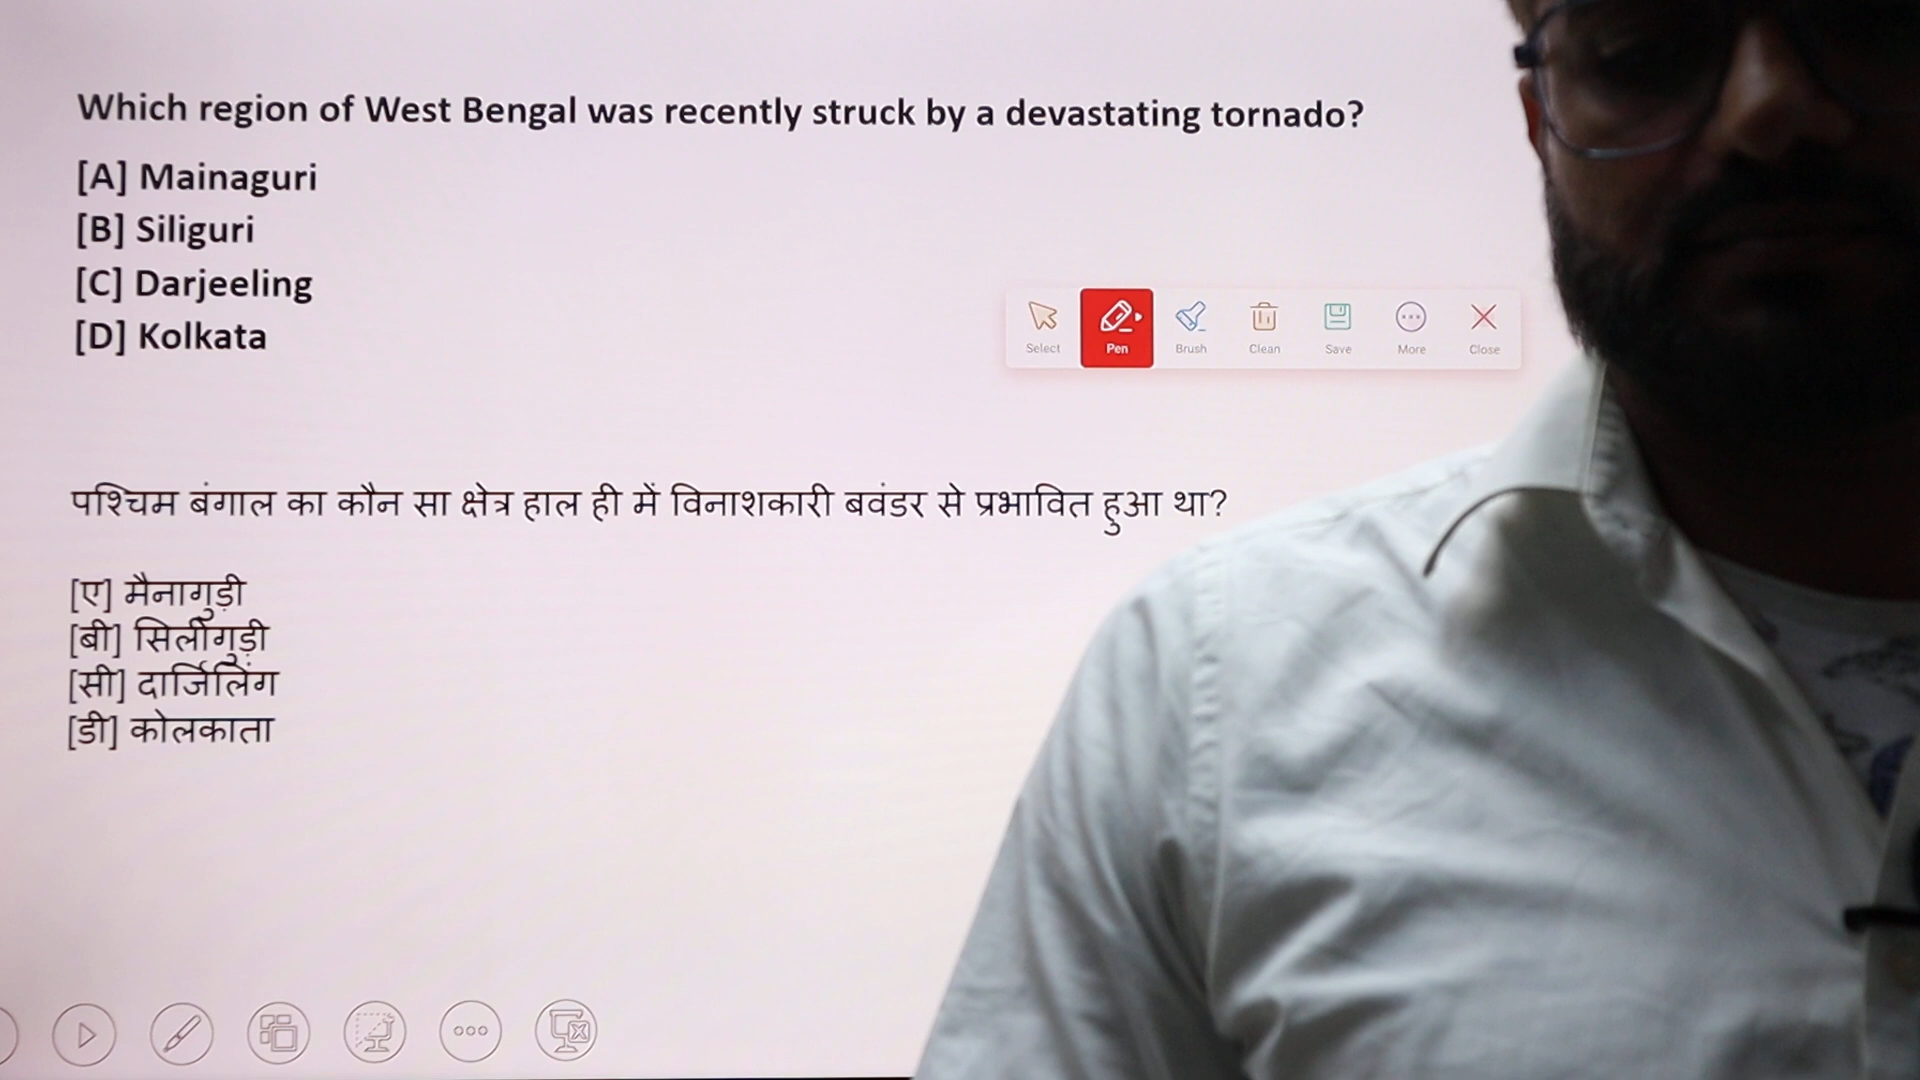 Which region of West Bengal was recently struck by a devastating tornado?
[A] Mainaguri
[B] Siliguri
[C] Darjeeling
[D] Kolkata
Select Pen Brush Clean Save More Close
पश्चिम बंगाल का कौन सा क्षेत्र हाल ही में विनाशकारी बवंडर से प्रभावित हुआ था?
[ए] मैनागुड़ी
[बी] सिलीगुड़ी
[सी] दार्जिलिंग
[डी] कोलकाता